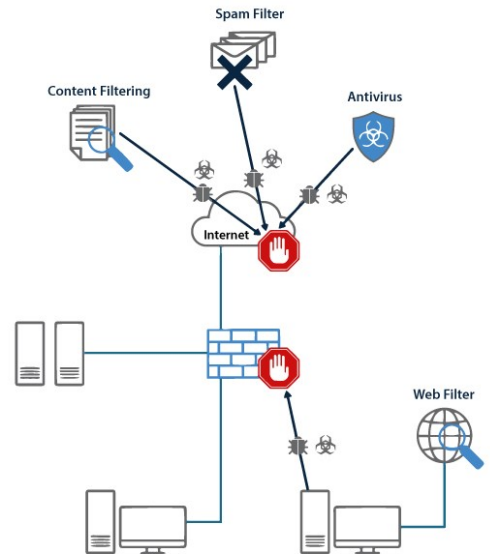 Spam Filter
Content Filtering
Antivirus
Internet
Web Filter